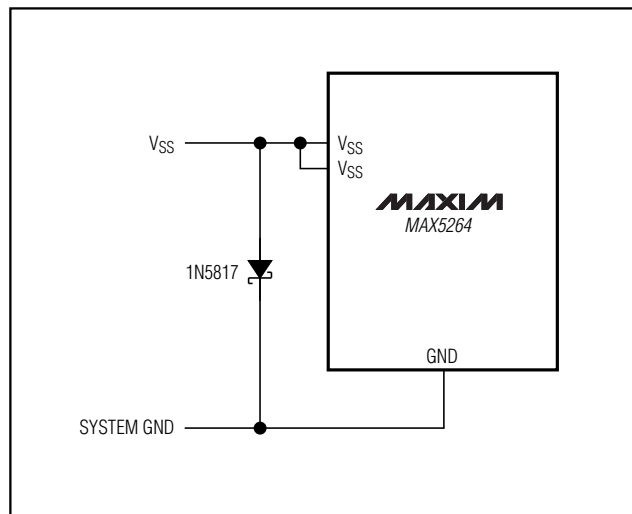 VSS
VSS
VSS
MAXIM
MAX5264
1N5817
GND
SYSTEM GND